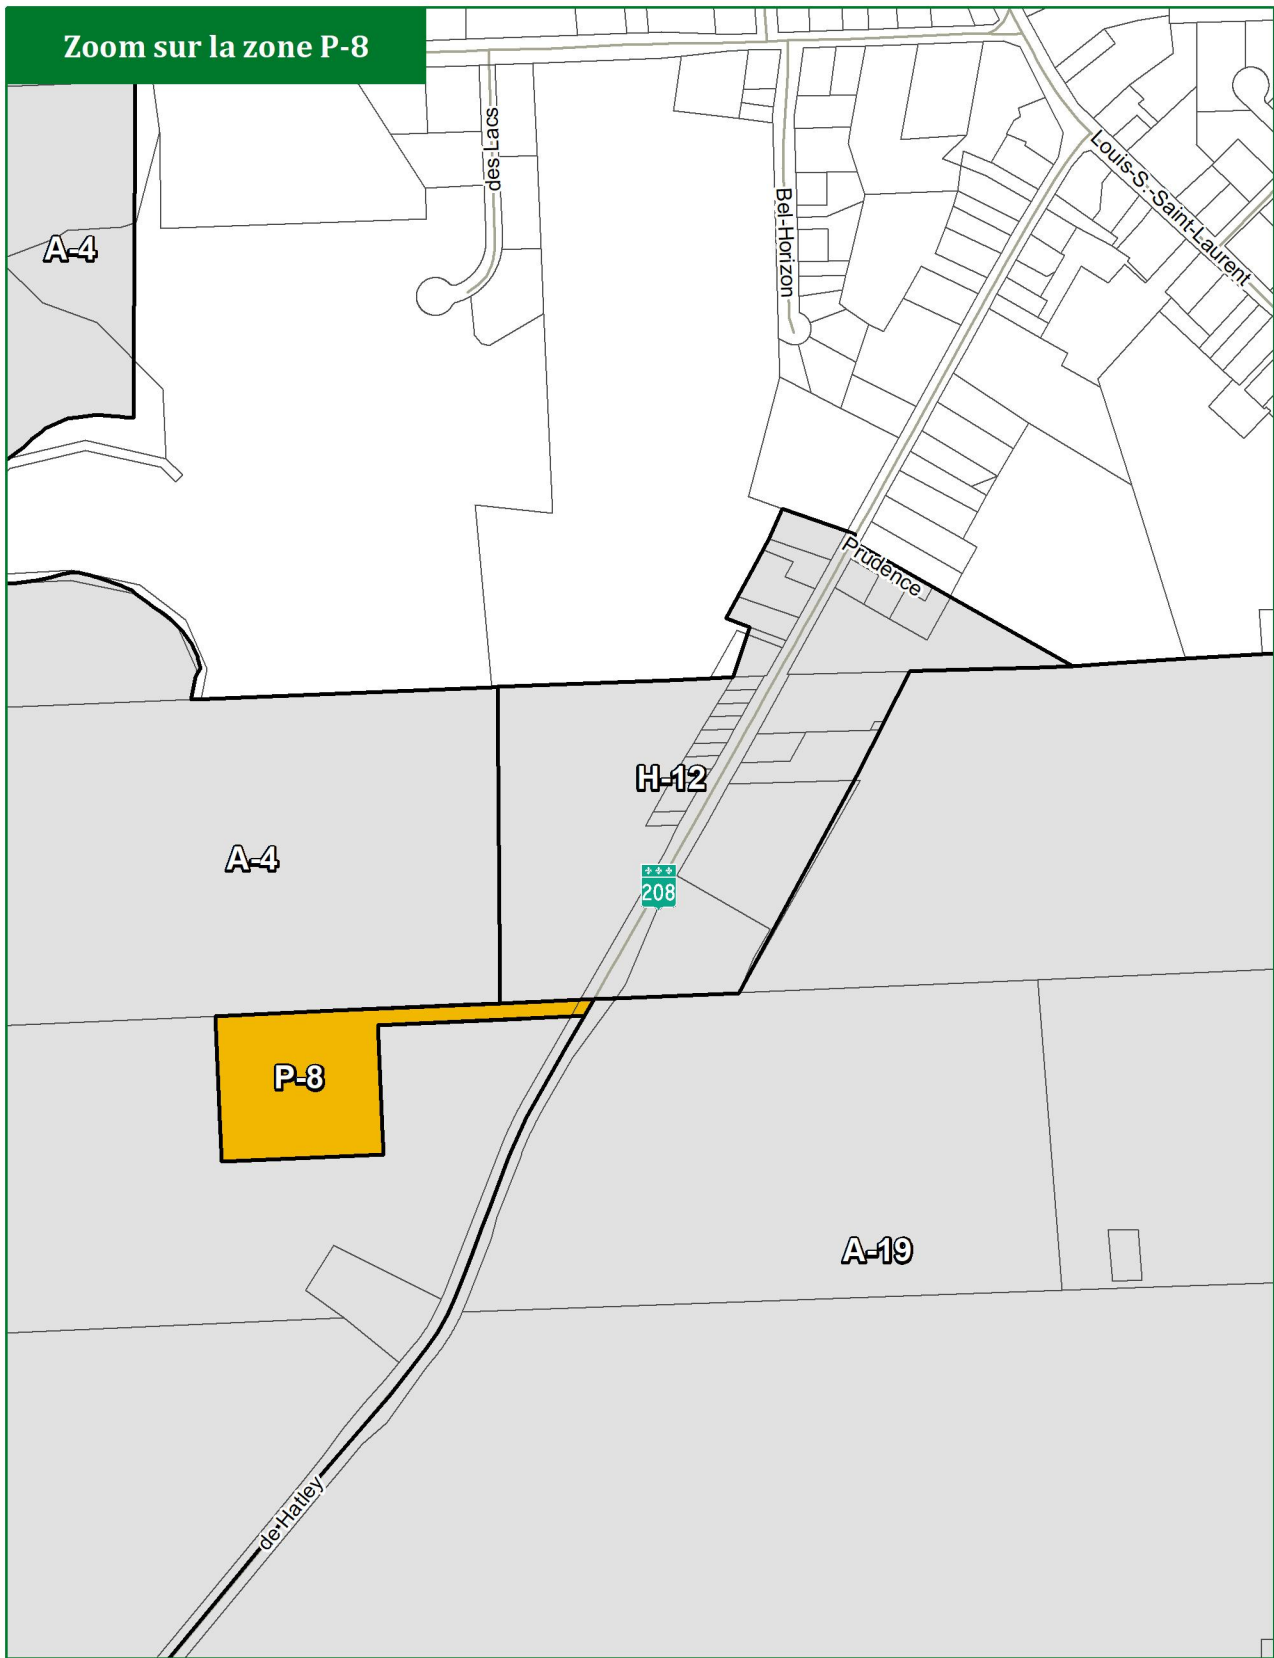 Zoom sur la zone P-8
des Lacs
Bel-Horizon
Louis-S.-Saint-Laurent
A-4
Prudence
H-12
A-4
208
P-8
A-19
de Hatley